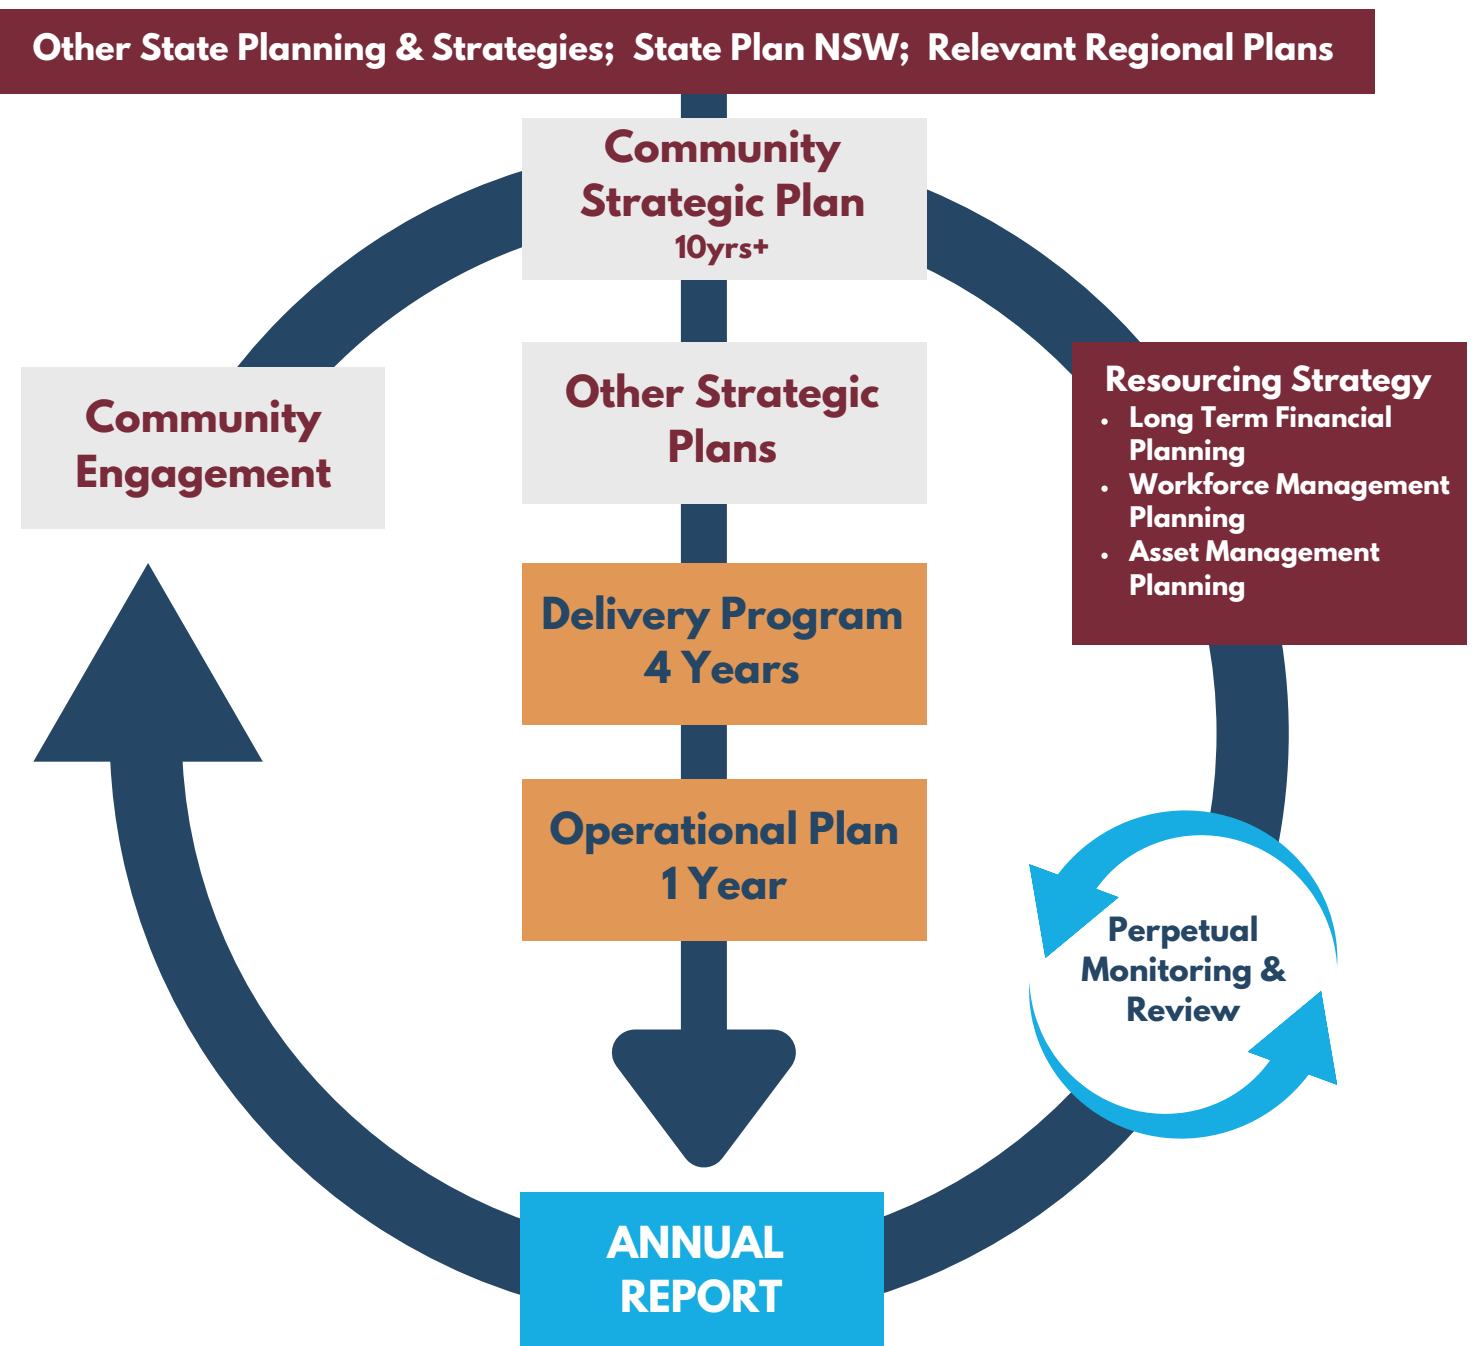 Other State Planning & Strategies; State Plan NSW; Relevant Regional Plans
Community
Strategic Plan
10yrs+
Other Strategic
Plans
Community
Engagement
Resourcing Strategy
• Long Term Financial
Planning
• Workforce Management
Planning
• Asset Management
Planning
Delivery Program
4 Years
Operational Plan
1 Year
Perpetual
Monitoring &
Review
ANNUAL
REPORT